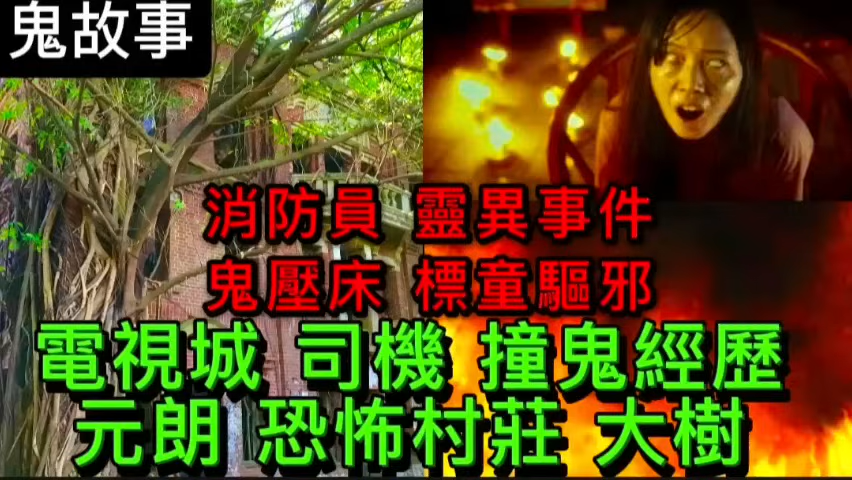 鬼故事
消防員 靈異事件
鬼壓床 標童驅邪
電視城 司機 撞鬼經歷
元朗 恐怖村莊 大樹